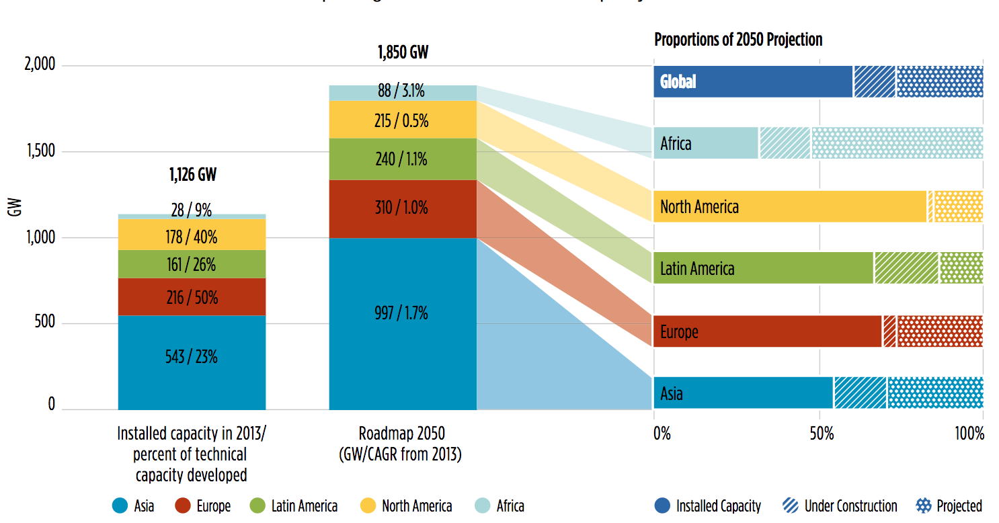 Proportions of 2050 Projection
1,850 GW
2,000
Global
88 / 3.1%
215 / 0.5%
Africa
1,500
240 / 1.1%
1,126 GW
GW
28 / 9%
310 / 1.0%
North America
178 / 40%
1,000
161 / 26%
Latin America
216 / 50%
997 / 1.7%
500
Europe
543 / 23%
Asia
0
Installed capacity in 2013/
percent of technical
capacity developed
Roadmap 2050
(GW/CAGR from 2013)
0%
50%
100%
Asia
Europe
Latin America
North America
Africa
Installed Capacity
Under Construction
Projected